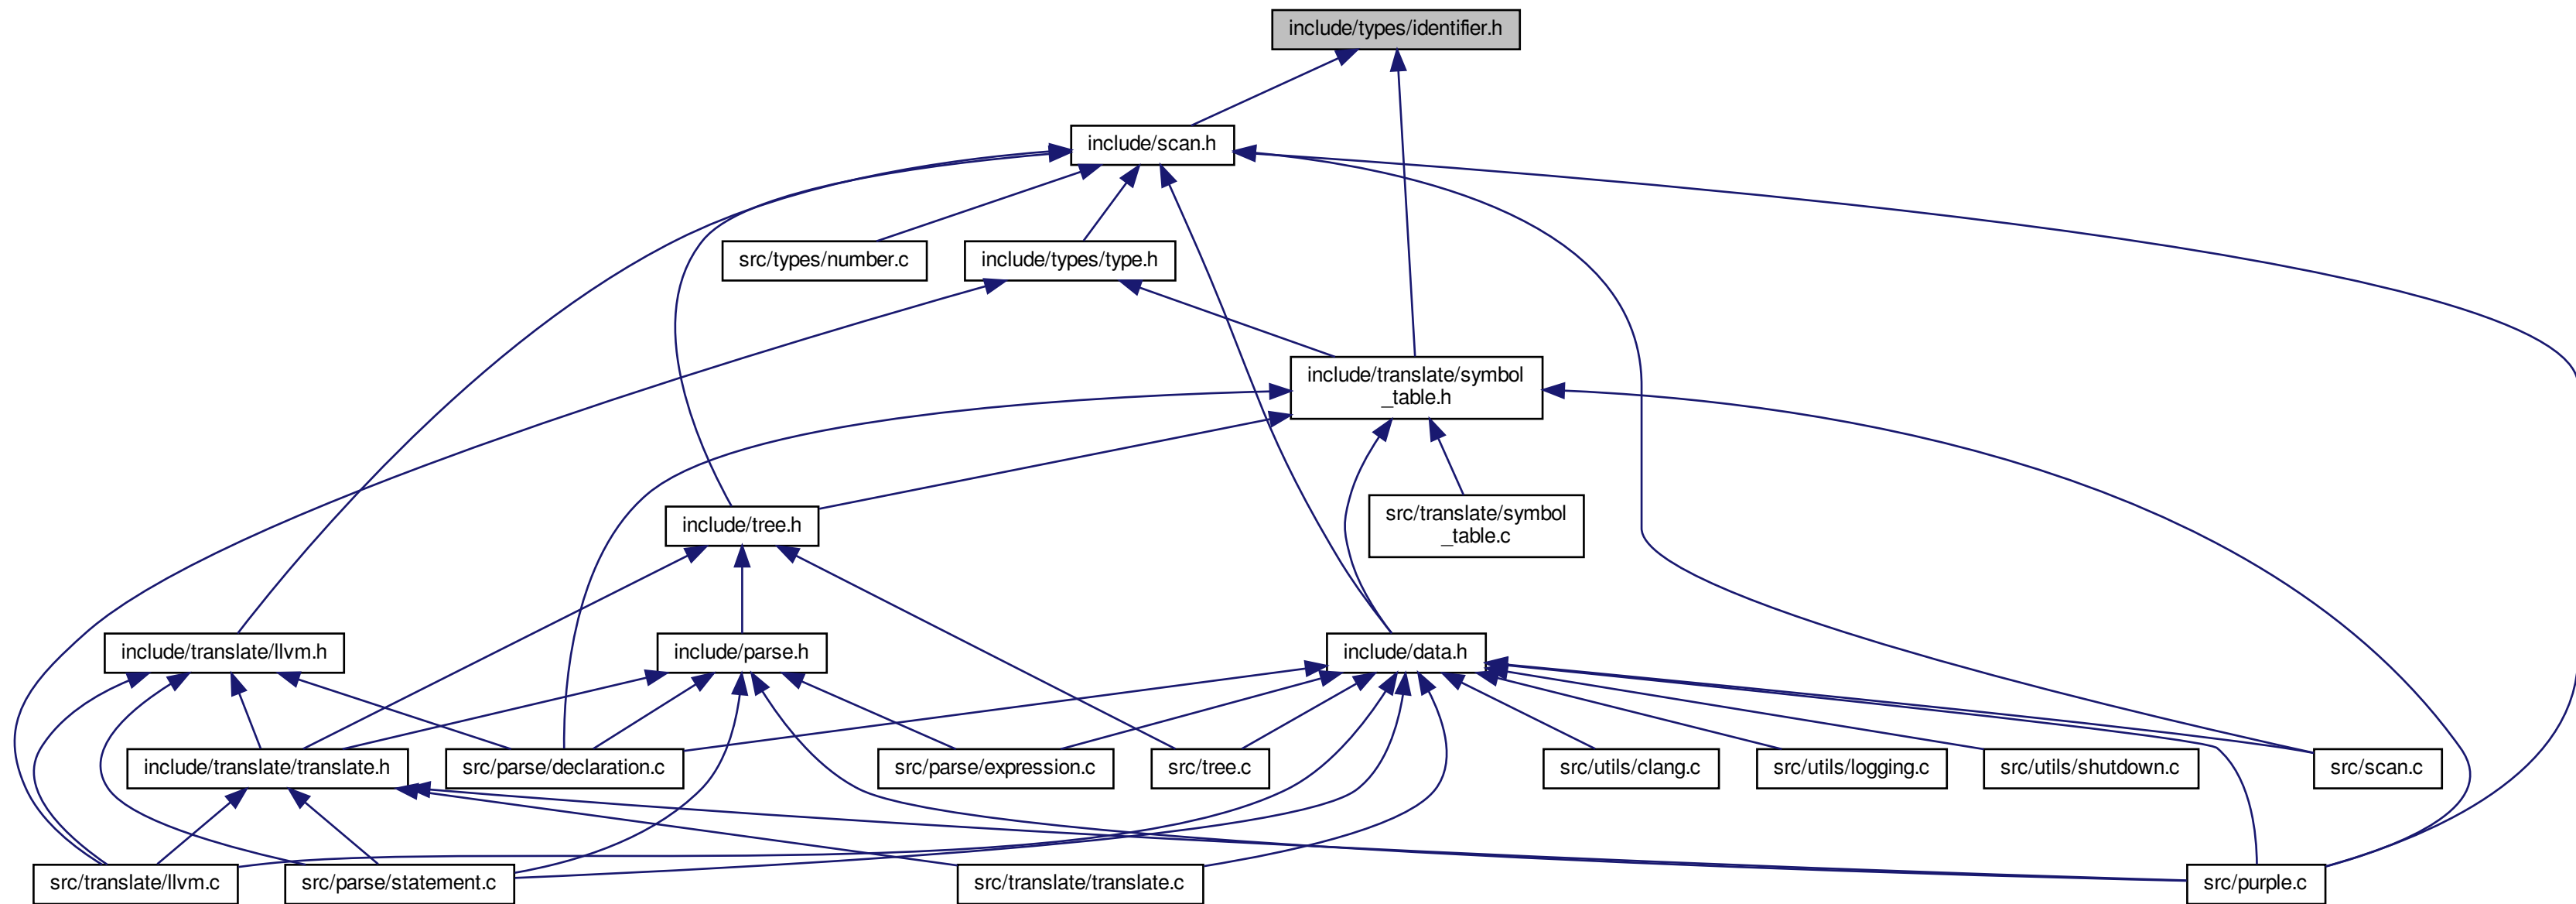 include/types/identifier.h
include/scan.h
src/types/number.c
include/types/type.h
include/translate/symbol
_table.h
include/tree.h
src/translate/symbol
_table.c
include/translate/llvm.h
include/parse.h
include/data.h
include/translate/translate.h
src/parse/declaration.c
src/parse/expression.c
src/tree.c
src/utils/clang.c
src/utils/logging.c
src/utils/shutdown.c
src/scan.c
src/translate/llvm.c
src/parse/statement.c
src/translate/translate.c
src/purple.c